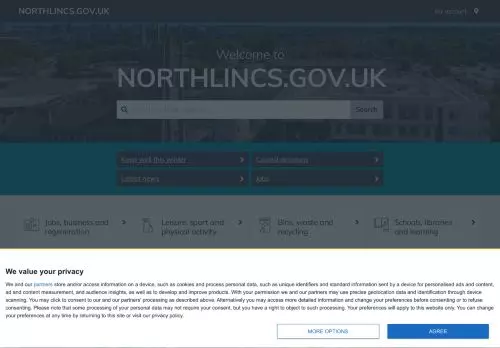 NORTHLINCS.GOV.UK
My account
Welcome to
NORTHLINCS.GOV.UK
Search
Keep well this winter
Council elections
Latest news
Jobs
Jobs, business and
regeneration
Leisure, sport and
physical activity
Bins, waste and
recycling
Schools, libraries
and learning
We value your privacy
We and our partners store and/or access information on a device, such as cookies and process personal data, such as unique identifiers and standard information sent by a device for personalised ads and content,
ad and content measurement, and audience insights, as well as to develop and improve products. With your permission we and our partners may use precise geolocation data and identification through device
scanning. You may click to consent to our and our partners' processing as described above. Alternatively you may access more detailed information and change your preferences before consenting or to refuse
consenting. Please note that some processing of your personal data may not require your consent, but you have a right to object to such processing. Your preferences will apply to this website only. You can change
your preferences at any time by returning to this site or visit our privacy policy.
MORE OPTIONS
AGREE